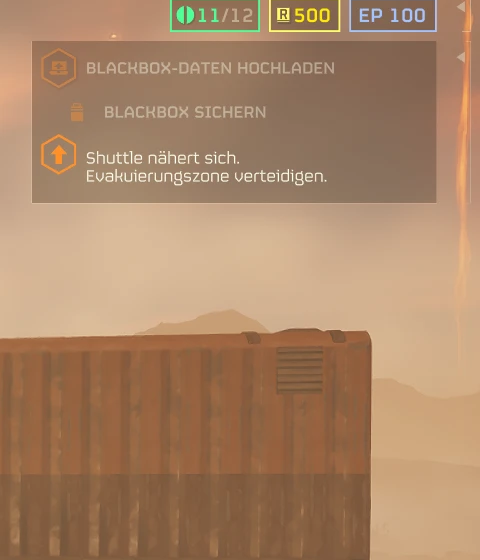 11/12
R 500
EP 100
BLACKBOX-DATEN HOCHLADEN
BLACKBOX SICHERN
Shuttle nähert sich.
Evakuierungszone verteidigen.